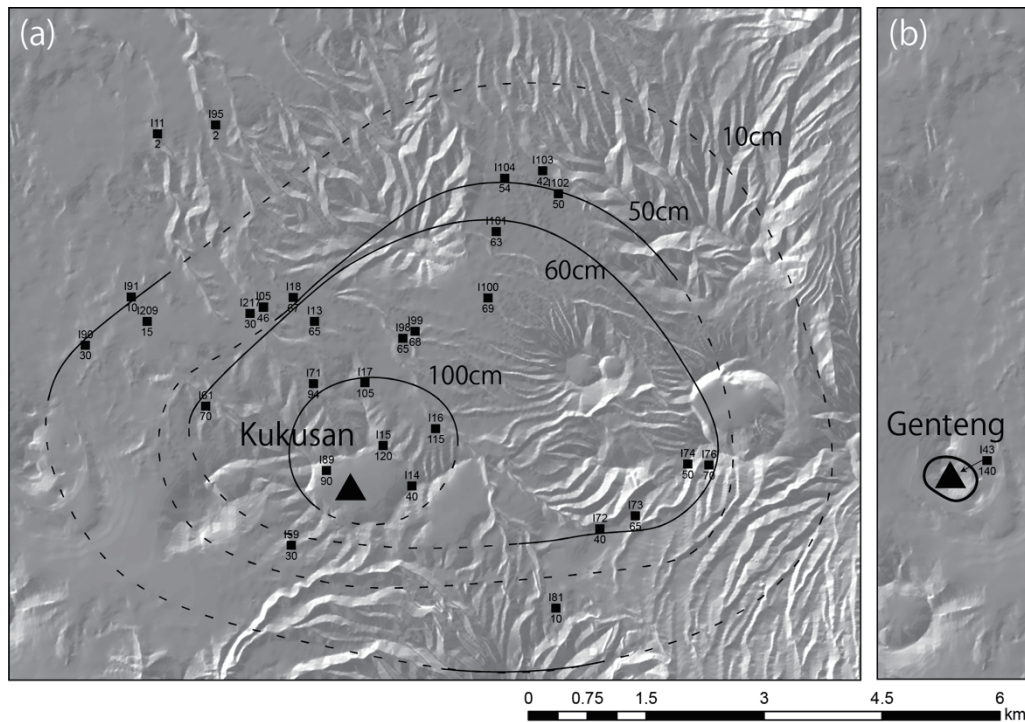 (a)
(b)
I11
2
I95
2
10cm
I103
42
I104
54
I102
50
50cm
I101
63
60cm
I91
10
I209
15
I05
46
I217
30
I18
67
I13
65
I100
69
I99
68
I98
65
I90
30
100cm
I17
105
I71
94
I61
70
Kukusan
I16
115
I15
120
I89
90
I14
40
I74
50
I76
70
I73
65
I72
40
I59
30
I81
10
Genteng
I43
140
0 0.75 1.5 3 4.5 6
km